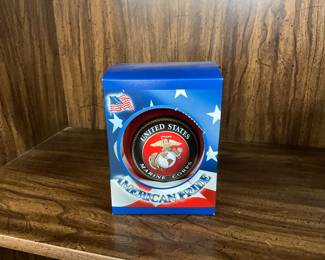 UNITED STATES
MARINE CORPS
AMERICAN PRIDE